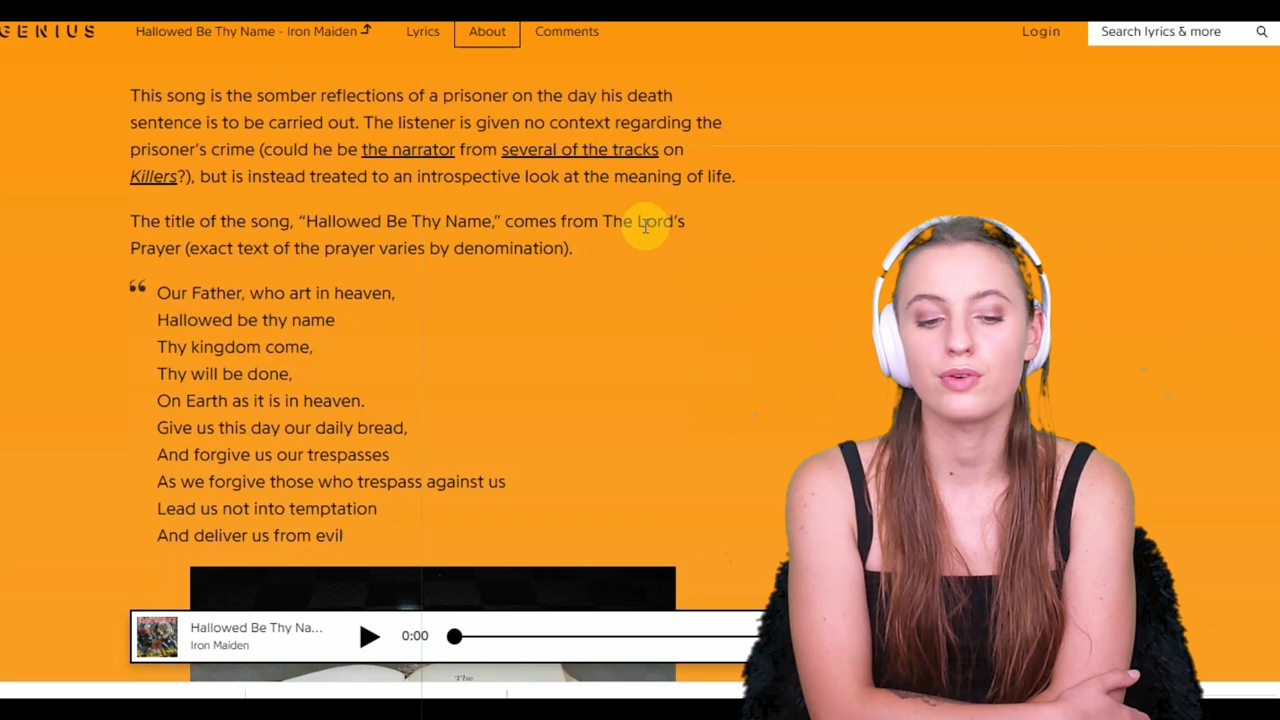 GENIUS
Hallowed Be Thy Name - Iron Maiden
Lyrics
About
Comments
Login
Search lyrics & more
This song is the somber reflections of a prisoner on the day his death
sentence is to be carried out. The listener is given no context regarding the
prisoner's crime (could he be the narrator from several of the tracks on
Killers?), but is instead treated to an introspective look at the meaning of life.
The title of the song, “Hallowed Be Thy Name,” comes from The Lord's
Prayer (exact text of the prayer varies by denomination).
“ Our Father, who art in heaven,
Hallowed be thy name
Thy kingdom come,
Thy will be done,
On Earth as it is in heaven.
Give us this day our daily bread,
And forgive us our trespasses
As we forgive those who trespass against us
Lead us not into temptation
And deliver us from evil
Hallowed Be Thy Na...
Iron Maiden
0:00
The